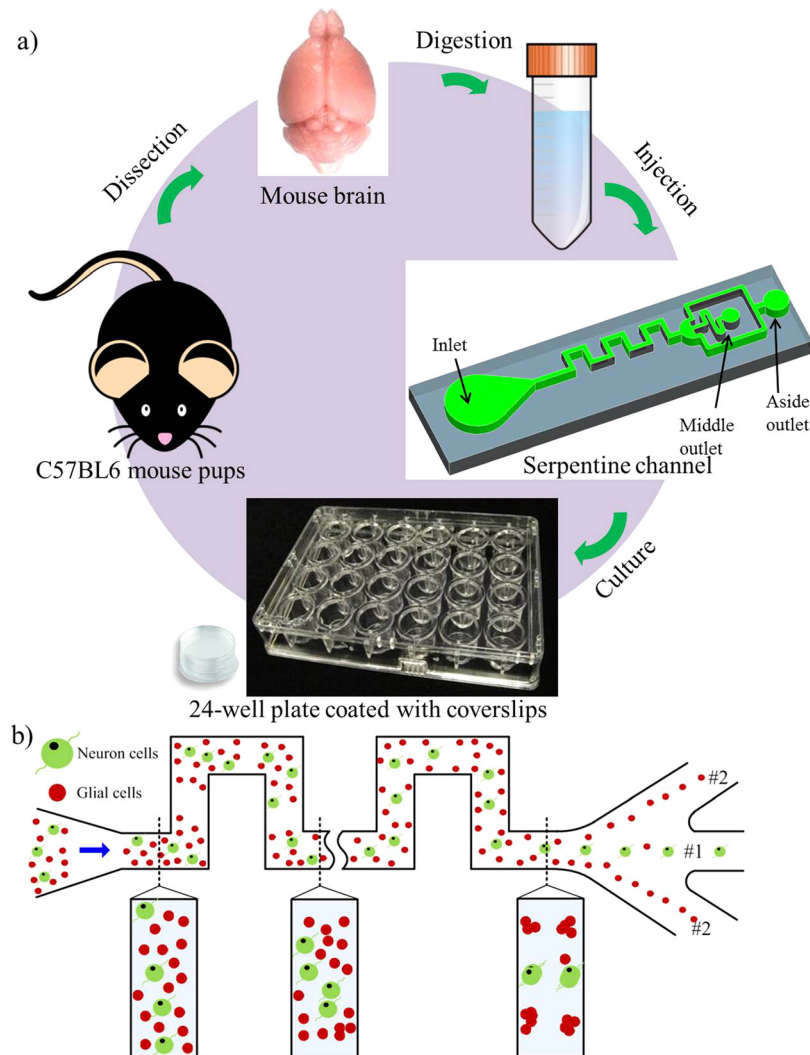 a)
Digestion
Dissection
Injection
Mouse brain
Inlet
Aside
outlet
Middle
outlet
Serpentine channel
C57BL6 mouse pups
Culture
24-well plate coated with coverslips
b)
Neuron cells
Glial cells
#2
#1
#2